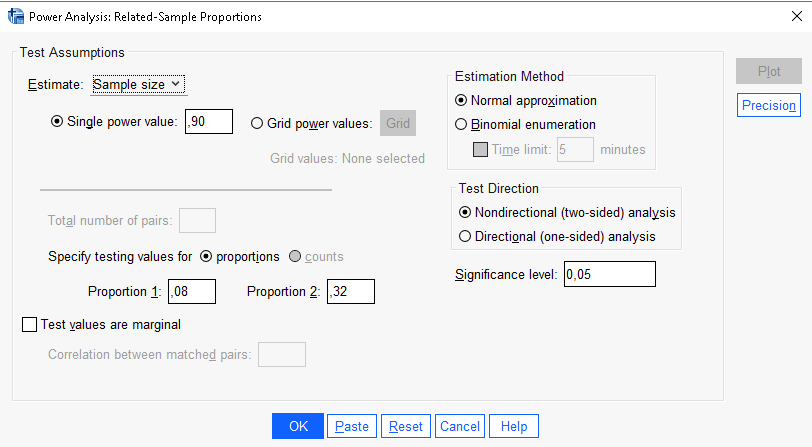 Power Analysis: Related-Sample Proportions
Test Assumptions
Estimate: Sample size
Single power value: ,90
Grid power values: Grid
Grid values: None selected
Total number of pairs:
Specify testing values for proportions counts
Proportion 1: ,08 Proportion 2: ,32
Test values are marginal
Correlation between matched pairs:
Estimation Method
Normal approximation
Binomial enumeration
Time limit: 5 minutes
Test Direction
Nondirectional (two-sided) analysis
Directional (one-sided) analysis
Significance level: 0,05
Plot
Precision
OK Paste Reset Cancel Help